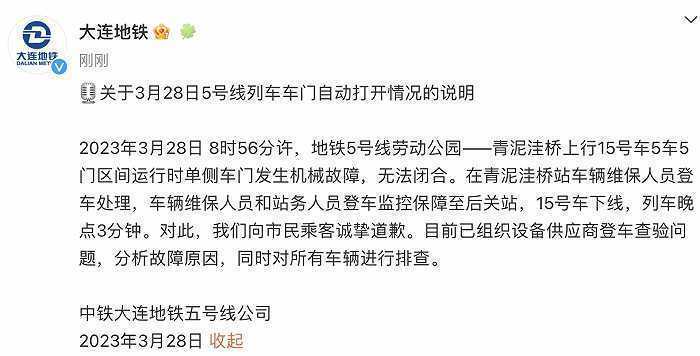 大连地铁
大连地铁
DALIAN METRO
刚刚
关于3月28日5号线列车车门自动打开情况的说明
2023年3月28日 8时56分许，地铁5号线劳动公园——青泥洼桥上行15号车5车5
门区间运行时单侧车门发生机械故障，无法闭合。在青泥洼桥站车辆维保人员登
车处理，车辆维保人员和站务人员登车监控保障至后关站，15号车下线，列车晚
点3分钟。对此，我们向市民乘客诚挚道歉。目前已组织设备供应商登车查验问
题，分析故障原因，同时对所有车辆进行排查。
中铁大连地铁五号线公司
2023年3月28日 收起